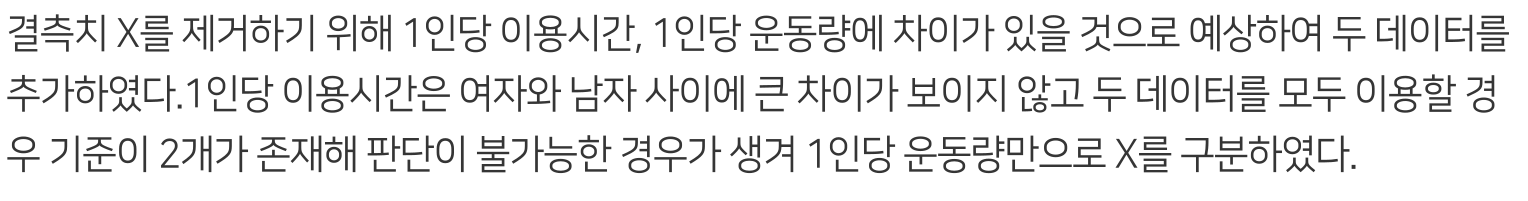 결측치 X를 제거하기 위해 1인당 이용시간, 1인당 운동량에 차이가 있을 것으로 예상하여 두 데이터를
추가하였다.1인당 이용시간은 여자와 남자 사이에 큰 차이가 보이지 않고 두 데이터를 모두 이용할 경
우 기준이 2개가 존재해 판단이 불가능한 경우가 생겨 1인당 운동량만으로 X를 구분하였다.